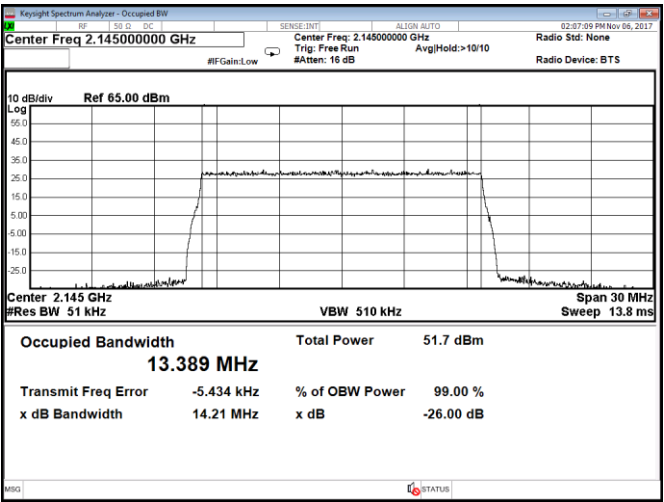 Keysight Spectrum Analyzer - Occupied BW
RF 50 Ω DC SENSE:INT ALIGN AUTO 02:07:09 PM Nov 06, 2017
Center Freq 2.145000000 GHz Center Freq: 2.145000000 GHz Radio Std: None
Trig: Free Run Avg|Hold:>10/10
#IFGain:Low #Atten: 16 dB Radio Device: BTS
10 dB/div Ref 65.00 dBm
Log
55.0
45.0
35.0
25.0
15.0
5.00
-5.00
-15.0
-25.0
Center 2.145 GHz Span 30 MHz
#Res BW 51 kHz VBW 510 kHz Sweep 13.8 ms
Occupied Bandwidth Total Power 51.7 dBm
13.389 MHz
Transmit Freq Error -5.434 kHz % of OBW Power 99.00 %
x dB Bandwidth 14.21 MHz x dB -26.00 dB
MSG STATUS